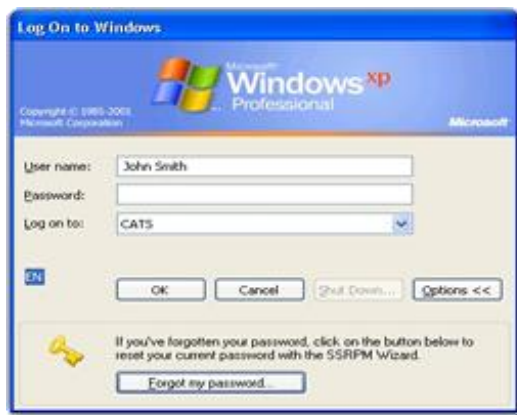 Log On to Windows
Microsoft
Windows xp
Professional
Copyright © 1985-2001
Microsoft Corporation
Microsoft
User name: John Smith
Password:
Log on to: CATS
EN
OK Cancel Shut Down... Options <<
If you've forgotten your password, click on the button below to
reset your current password with the SSRPM Wizard.
Forgot my password...